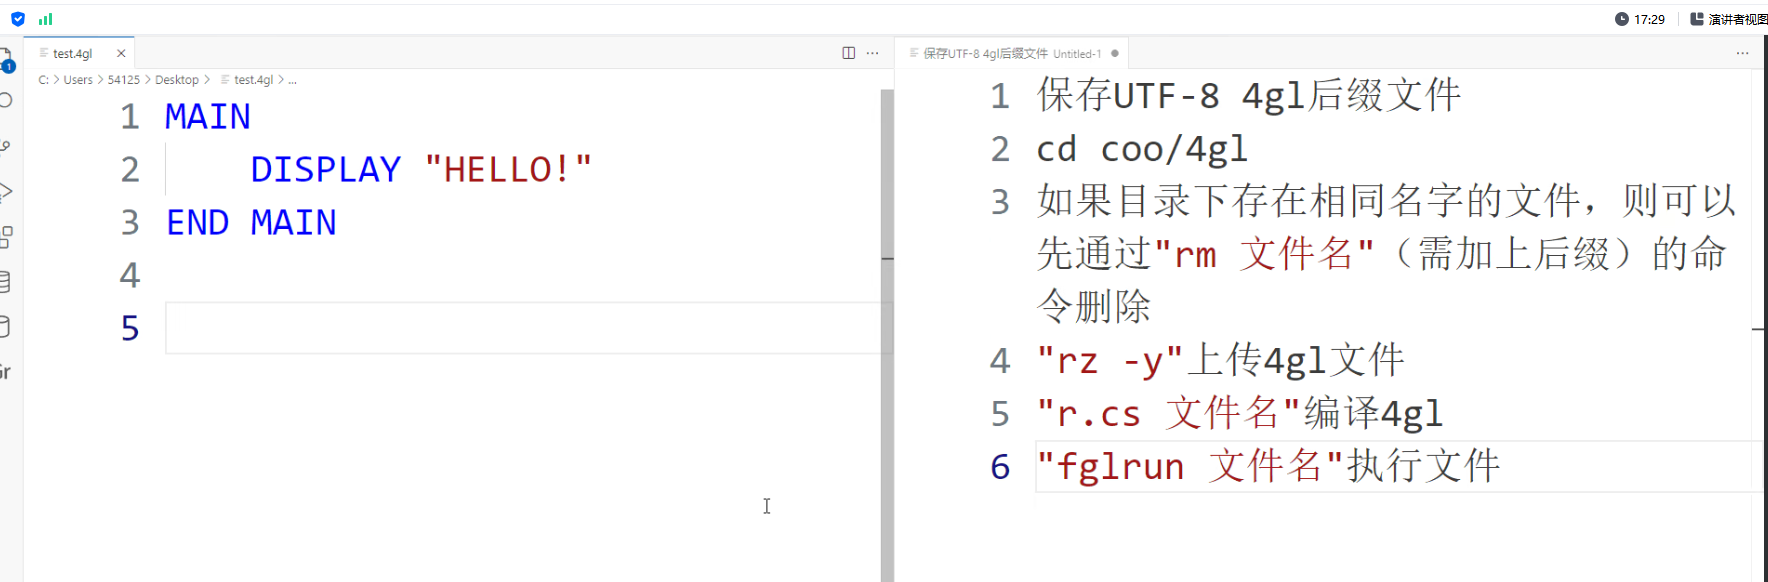 17:29 演讲者视图
test.4gl
C: > Users > 54125 > Desktop > test.4gl > ...
1 MAIN
2 DISPLAY "HELLO!"
3 END MAIN
4
5
保存UTF-8 4gl后缀文件 Untitled-1
1 保存UTF-8 4gl后缀文件
2 cd coo/4gl
3 如果目录下存在相同名字的文件，则可以
先通过"rm 文件名"（需加上后缀）的命
令删除
4 "rz -y"上传4gl文件
5 "r.cs 文件名"编译4gl
6 "fglrun 文件名"执行文件